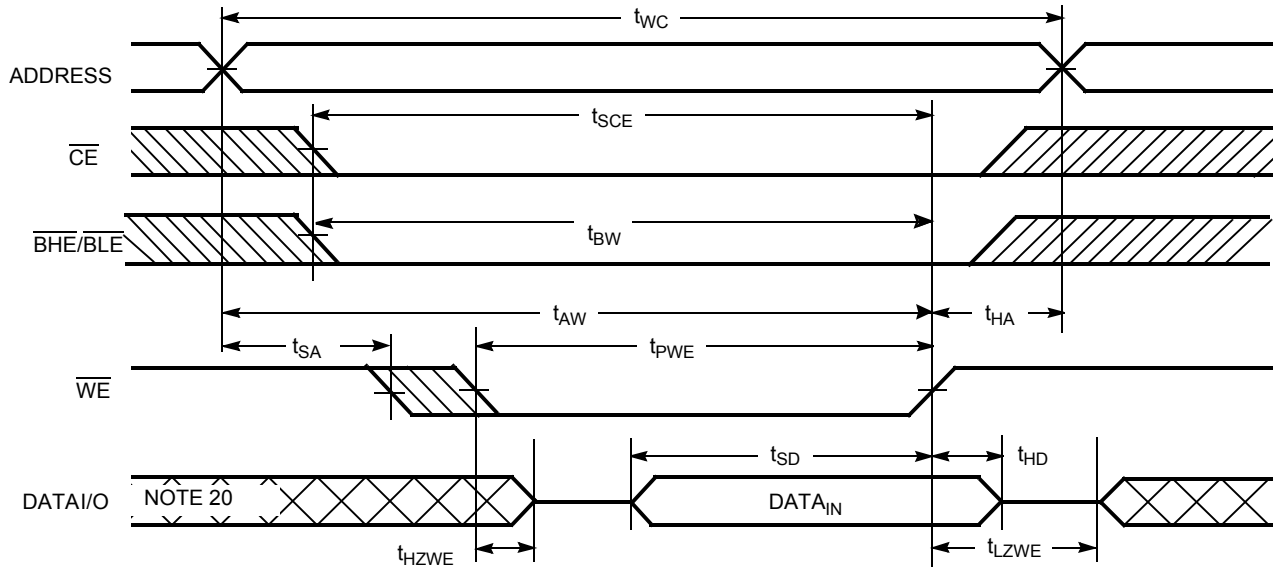 tWC
ADDRESS
tSCE
CE
tBW
BHE/BLE
tAW
tHA
tSA
tPWE
WE
tSD
tHD
DATAI/O
NOTE 20
DATAIN
tHZWE
tLZWE